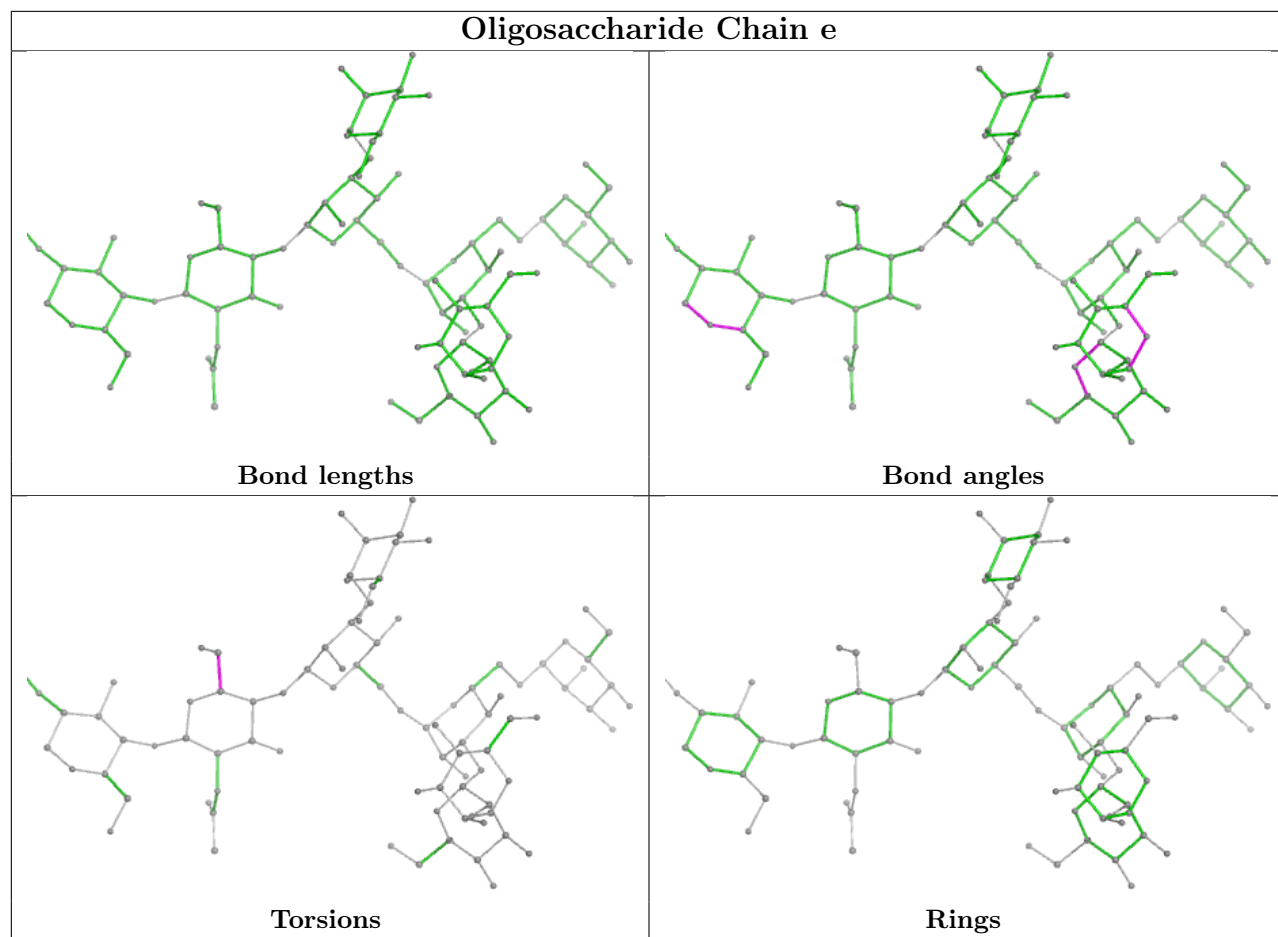 Oligosaccharide Chain e
Bond lengths
Bond angles
Torsions
Rings